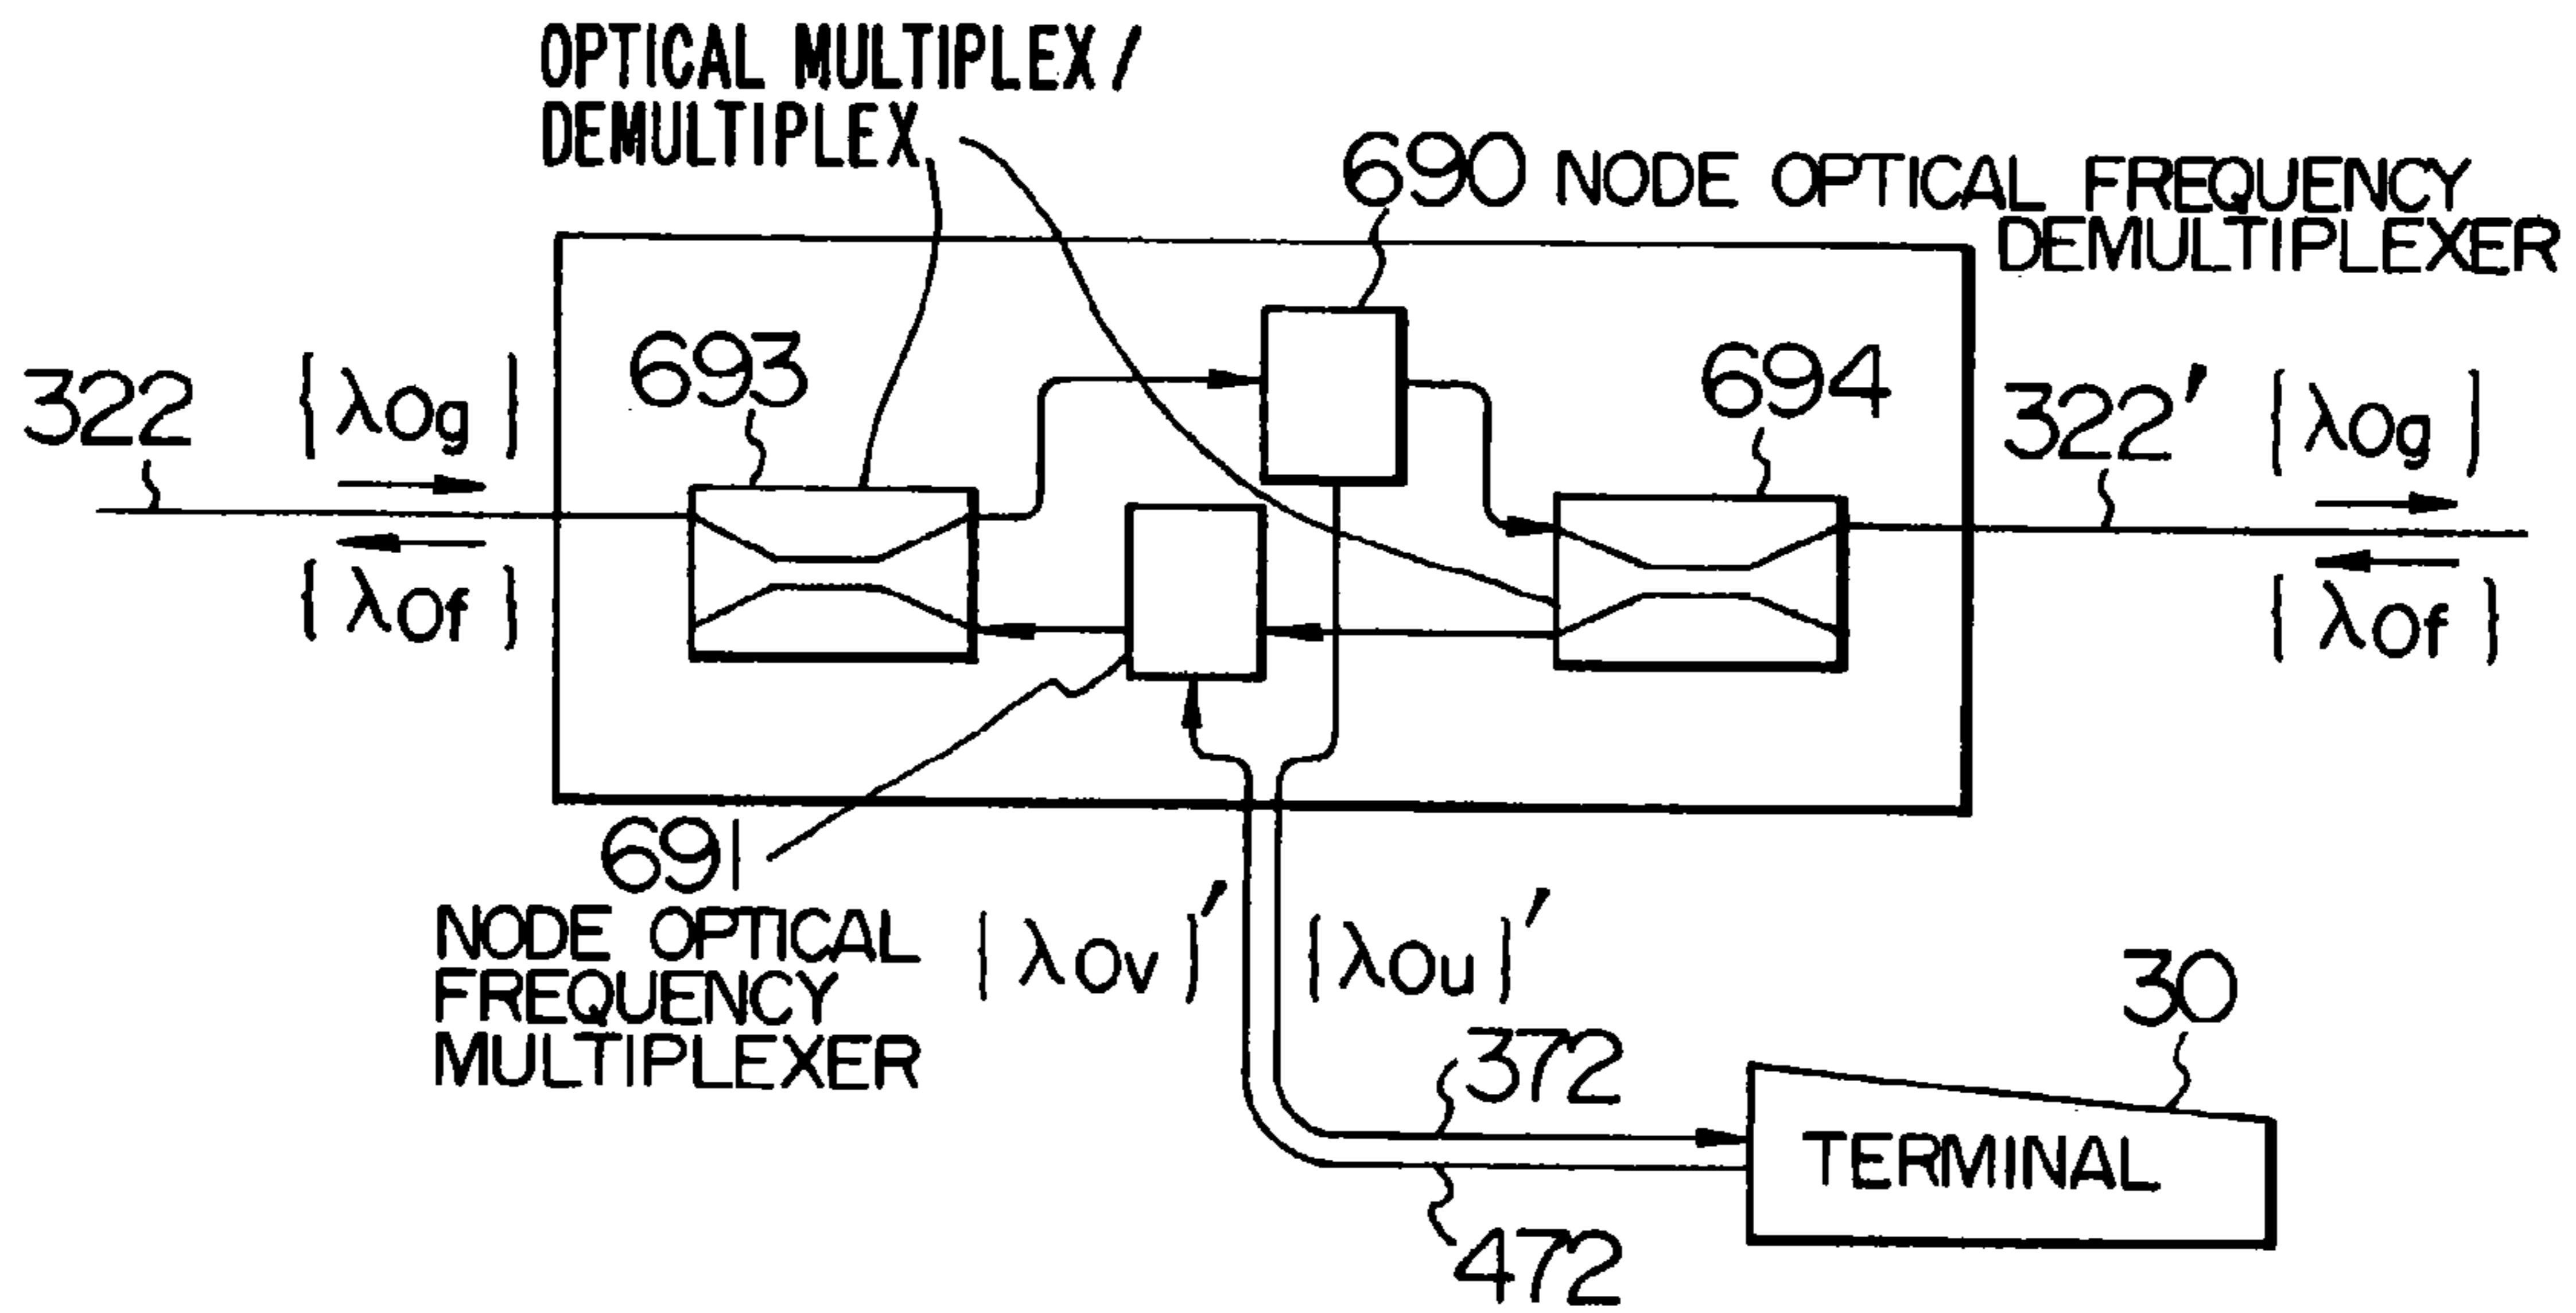 OPTICAL MULTIPLEX /
DEMULTIPLEX
690 NODE OPTICAL FREQUENCY
DEMULTIPLEXER
693
694
322
{ λ0g }
{ λ0f }
322'
{ λ0g }
{ λ0f }
691
NODE OPTICAL
FREQUENCY
MULTIPLEXER
{ λ0v }'
{ λ0u }'
372
472
30
TERMINAL